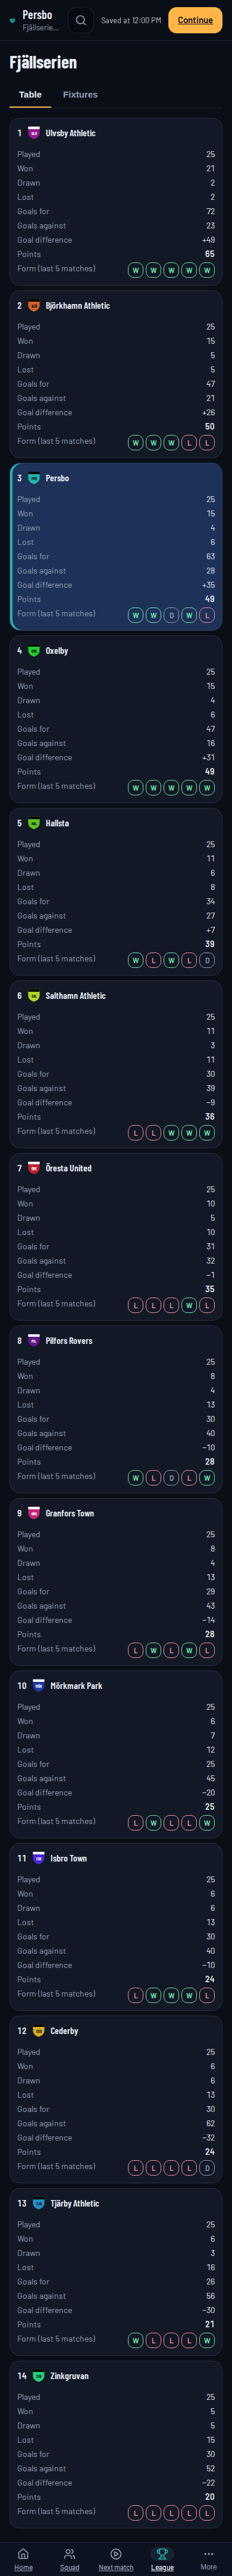 Persbo
Fjällserie...
Saved at 12:00 PM
Continue
Fjällserien
Table
Fixtures
1 Ulvsby Athletic
Played 25
Won 21
Drawn 2
Lost 2
Goals for 72
Goals against 23
Goal difference +49
Points 65
Form (last 5 matches) W W W W W
2 Björkhamn Athletic
Played 25
Won 15
Drawn 5
Lost 5
Goals for 47
Goals against 21
Goal difference +26
Points 50
Form (last 5 matches) W W W L L
3 Persbo
Played 25
Won 15
Drawn 4
Lost 6
Goals for 63
Goals against 28
Goal difference +35
Points 49
Form (last 5 matches) W W D W L
4 Oxelby
Played 25
Won 15
Drawn 4
Lost 6
Goals for 47
Goals against 16
Goal difference +31
Points 49
Form (last 5 matches) W W W W W
5 Hallsta
Played 25
Won 11
Drawn 6
Lost 8
Goals for 34
Goals against 27
Goal difference +7
Points 39
Form (last 5 matches) W L W L D
6 Salthamn Athletic
Played 25
Won 11
Drawn 3
Lost 11
Goals for 30
Goals against 39
Goal difference −9
Points 36
Form (last 5 matches) L L W W W
7 Öresta United
Played 25
Won 10
Drawn 5
Lost 10
Goals for 31
Goals against 32
Goal difference −1
Points 35
Form (last 5 matches) L L L W L
8 Pilfors Rovers
Played 25
Won 8
Drawn 4
Lost 13
Goals for 30
Goals against 40
Goal difference −10
Points 28
Form (last 5 matches) W L D L W
9 Granfors Town
Played 25
Won 8
Drawn 4
Lost 13
Goals for 29
Goals against 43
Goal difference −14
Points 28
Form (last 5 matches) L W L W L
10 Mörkmark Park
Played 25
Won 6
Drawn 7
Lost 12
Goals for 25
Goals against 45
Goal difference −20
Points 25
Form (last 5 matches) L W L L W
11 Isbro Town
Played 25
Won 6
Drawn 6
Lost 13
Goals for 30
Goals against 40
Goal difference −10
Points 24
Form (last 5 matches) L W W W L
12 Cederby
Played 25
Won 6
Drawn 6
Lost 13
Goals for 30
Goals against 62
Goal difference −32
Points 24
Form (last 5 matches) L L L L D
13 Tjärby Athletic
Played 25
Won 6
Drawn 3
Lost 16
Goals for 26
Goals against 56
Goal difference −30
Points 21
Form (last 5 matches) W L L L W
14 Zinkgruvan
Played 25
Won 5
Drawn 5
Lost 15
Goals for 30
Goals against 52
Goal difference −22
Points 20
Form (last 5 matches) L L L L L
Home
Squad
Next match
League
More